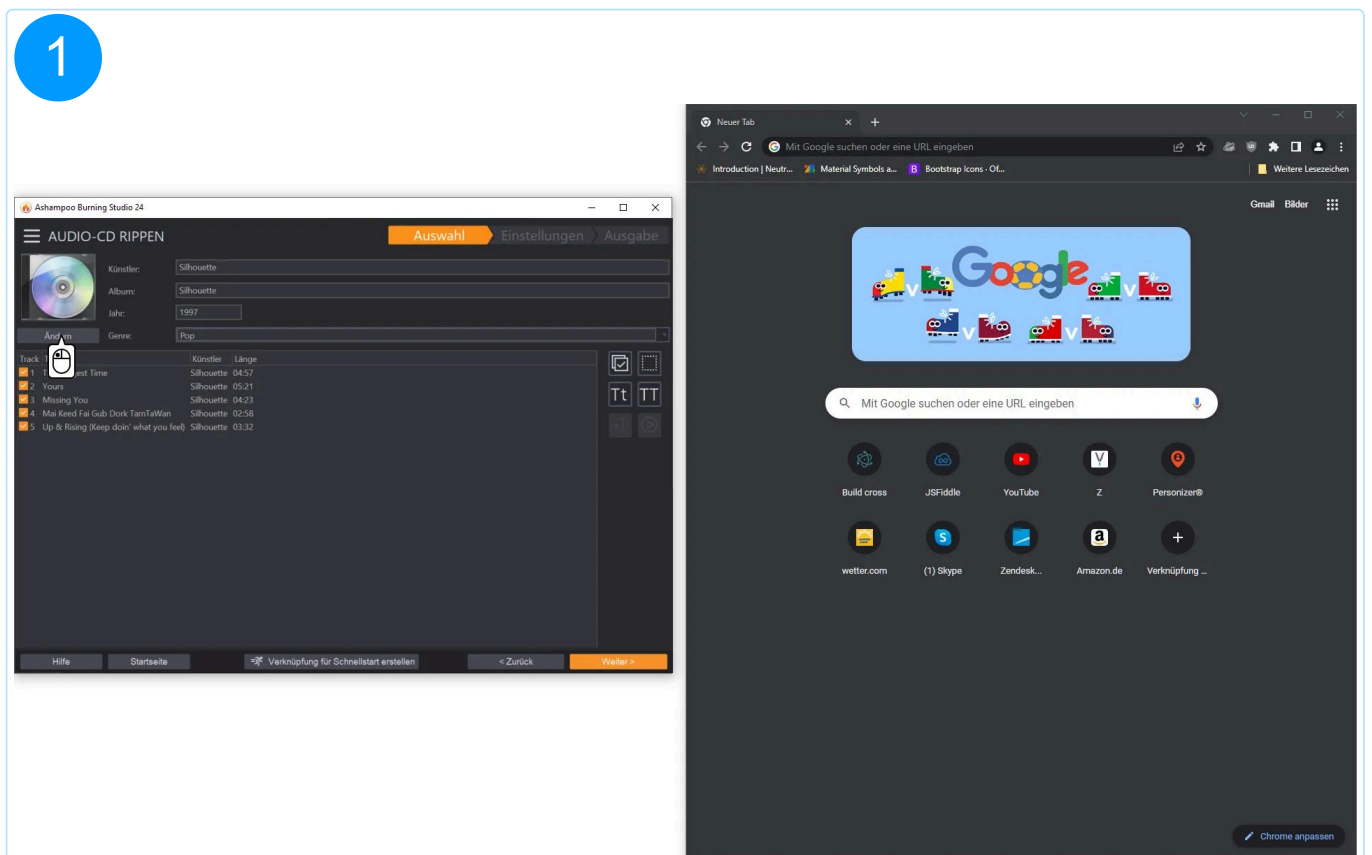 1
Ashampoo Burning Studio 24
AUDIO-CD RIPPEN
Auswahl
Einstellungen
Ausgabe
Künstler:
Silhouette
Album:
Silhouette
Jahr:
1997
Ändern
Genre:
Pop
Track
Künstler
Länge
1
est Time
Silhouette
04:57
2
Yours
Silhouette
05:21
3
Missing You
Silhouette
04:23
4
Mai Keed Fai Gub Dork TarnTaWan
Silhouette
02:58
5
Up & Rising (Keep doin' what you feel)
Silhouette
03:32
Tt
TT
Hilfe
Startseite
Verknüpfung für Schnellstart erstellen
< Zurück
Weiter >
Neuer Tab
Mit Google suchen oder eine URL eingeben
Introduction | Neutr...
Material Symbols a...
Bootstrap Icons · Of...
Weitere Lesezeichen
Gmail
Bilder
Google
Mit Google suchen oder eine URL eingeben
Build cross
JSFiddle
YouTube
Z
Personizer®
wetter.com
(1) Skype
Zendesk...
Amazon.de
Verknüpfung ...
Chrome anpassen